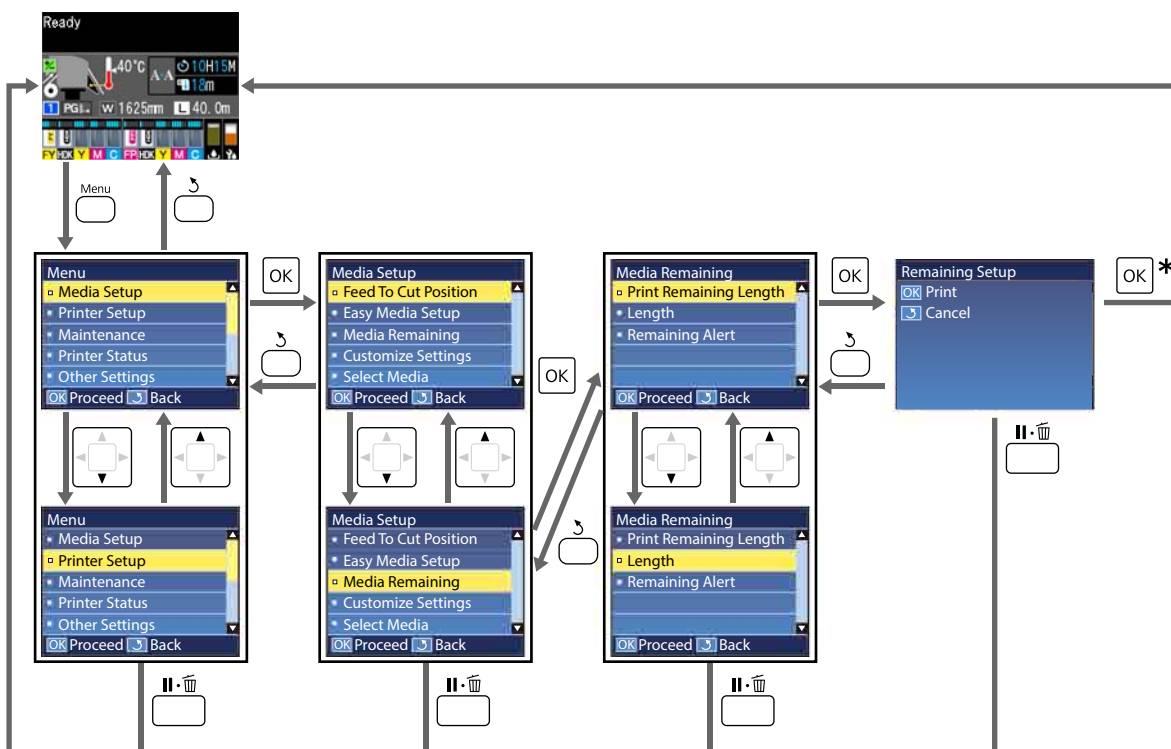 Ready
40°C A·A 10H15M
18m
1 PG W 1625mm L 40.0m
FY HDK Y M C FP HDK Y M C
Menu
Menu
Media Setup
Printer Setup
Maintenance
Printer Status
Other Settings
OK Proceed Back
OK
Media Setup
Feed To Cut Position
Easy Media Setup
Media Remaining
Customize Settings
Select Media
OK Proceed Back
OK
Media Remaining
Print Remaining Length
Length
Remaining Alert
OK Proceed Back
OK
Remaining Setup
OK Print
Cancel
OK *
Menu
Media Setup
Printer Setup
Maintenance
Printer Status
Other Settings
OK Proceed Back
Media Setup
Feed To Cut Position
Easy Media Setup
Media Remaining
Customize Settings
Select Media
OK Proceed Back
Media Remaining
Print Remaining Length
Length
Remaining Alert
OK Proceed Back